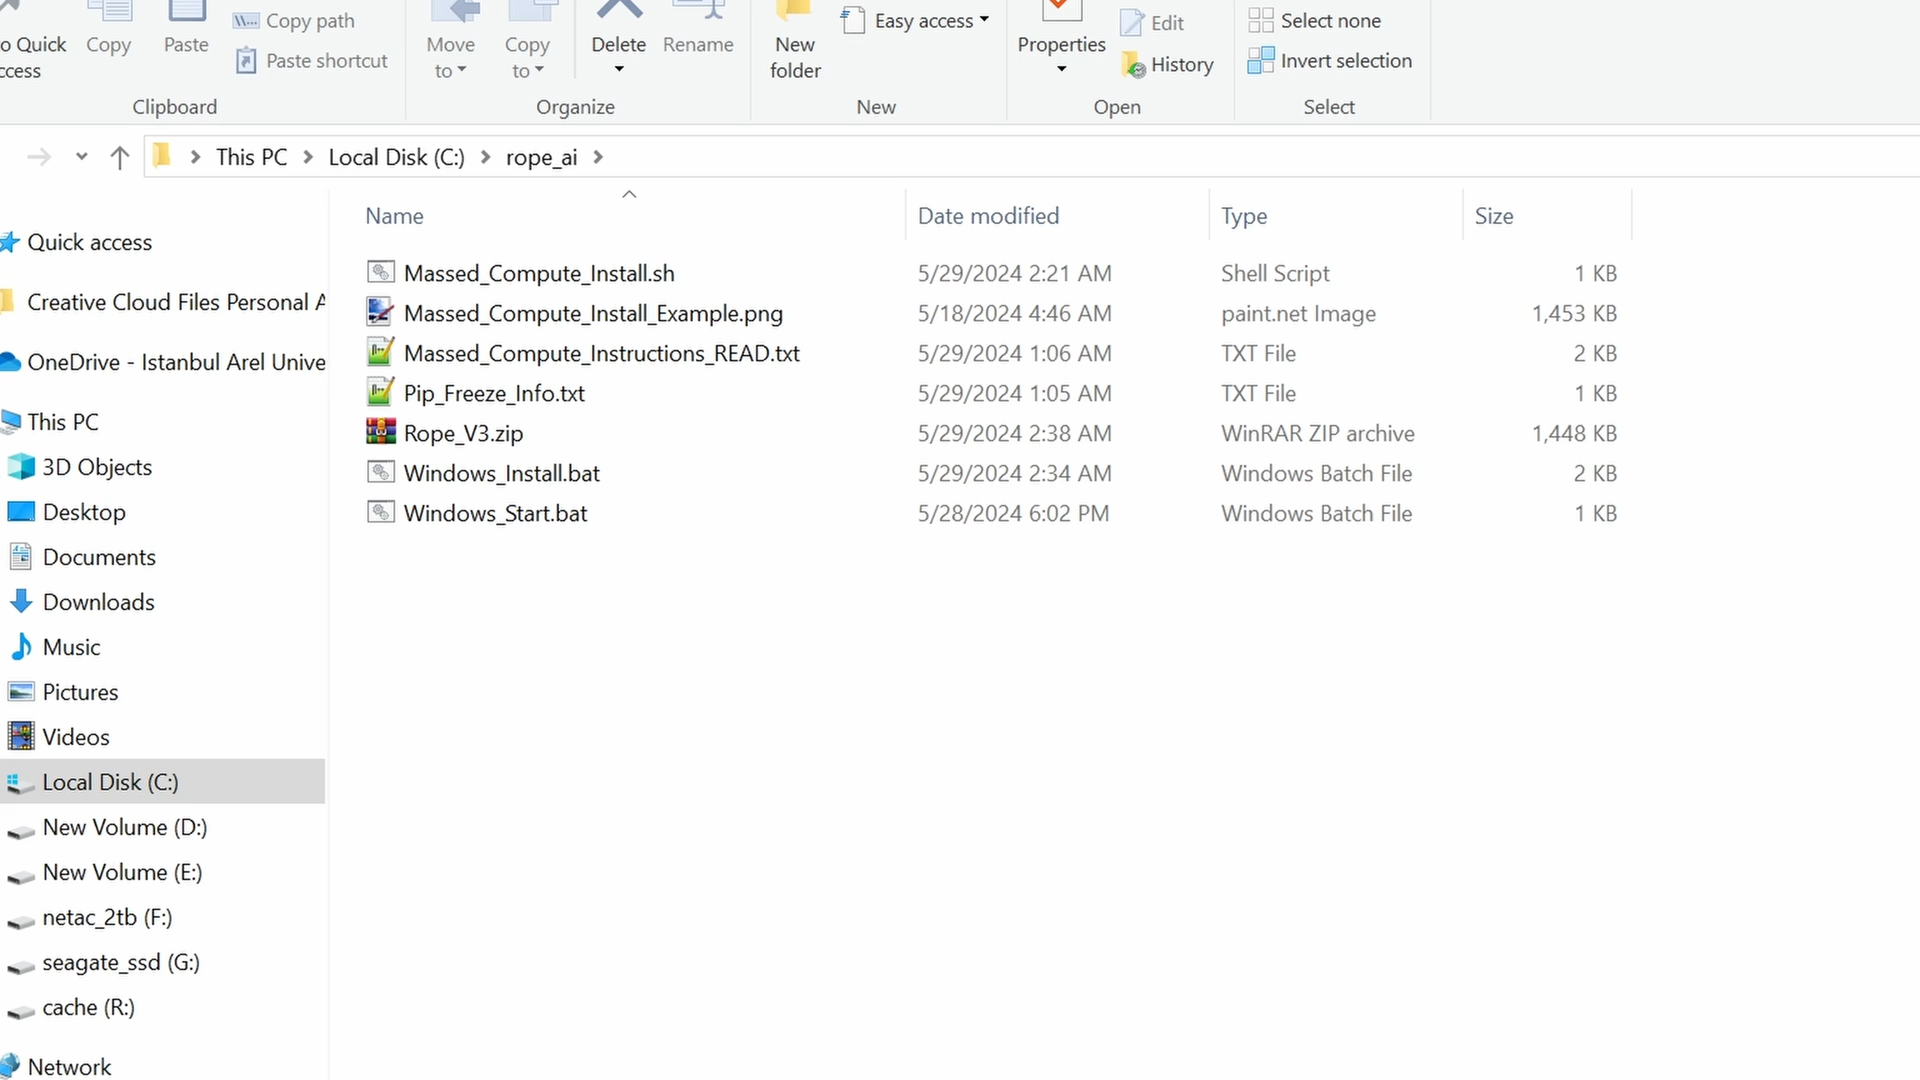 o Quick
ccess
Copy
Paste
Copy path
Paste shortcut
Clipboard
Move
to
Copy
to
Delete
Rename
Organize
New
folder
Easy access
New
Properties
Edit
History
Open
Select none
Invert selection
Select
This PC
Local Disk (C:)
rope_ai
Name
Date modified
Type
Size
Massed_Compute_Install.sh 5/29/2024 2:21 AM Shell Script 1 KB
Massed_Compute_Install_Example.png 5/18/2024 4:46 AM paint.net Image 1,453 KB
Massed_Compute_Instructions_READ.txt 5/29/2024 1:06 AM TXT File 2 KB
Pip_Freeze_Info.txt 5/29/2024 1:05 AM TXT File 1 KB
Rope_V3.zip 5/29/2024 2:38 AM WinRAR ZIP archive 1,448 KB
Windows_Install.bat 5/29/2024 2:34 AM Windows Batch File 2 KB
Windows_Start.bat 5/28/2024 6:02 PM Windows Batch File 1 KB
Quick access
Creative Cloud Files Personal A
OneDrive - Istanbul Arel Unive
This PC
3D Objects
Desktop
Documents
Downloads
Music
Pictures
Videos
Local Disk (C:)
New Volume (D:)
New Volume (E:)
netac_2tb (F:)
seagate_ssd (G:)
cache (R:)
Network